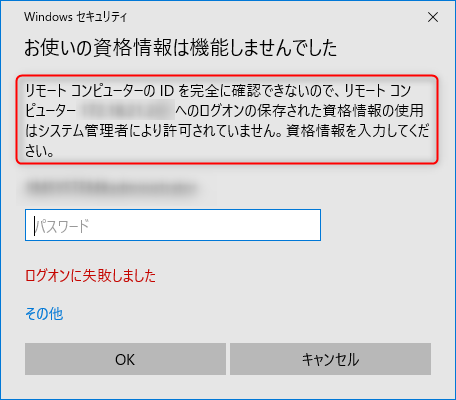 Windows セキュリティ
お使いの資格情報は機能しませんでした
リモート コンピューターの ID を完全に確認できないので、リモート コン
ピューター へのログオンの保存された資格情報の使用
はシステム管理者により許可されていません。資格情報を入力してくだ
さい。
パスワード
ログオンに失敗しました
その他
OK キャンセル